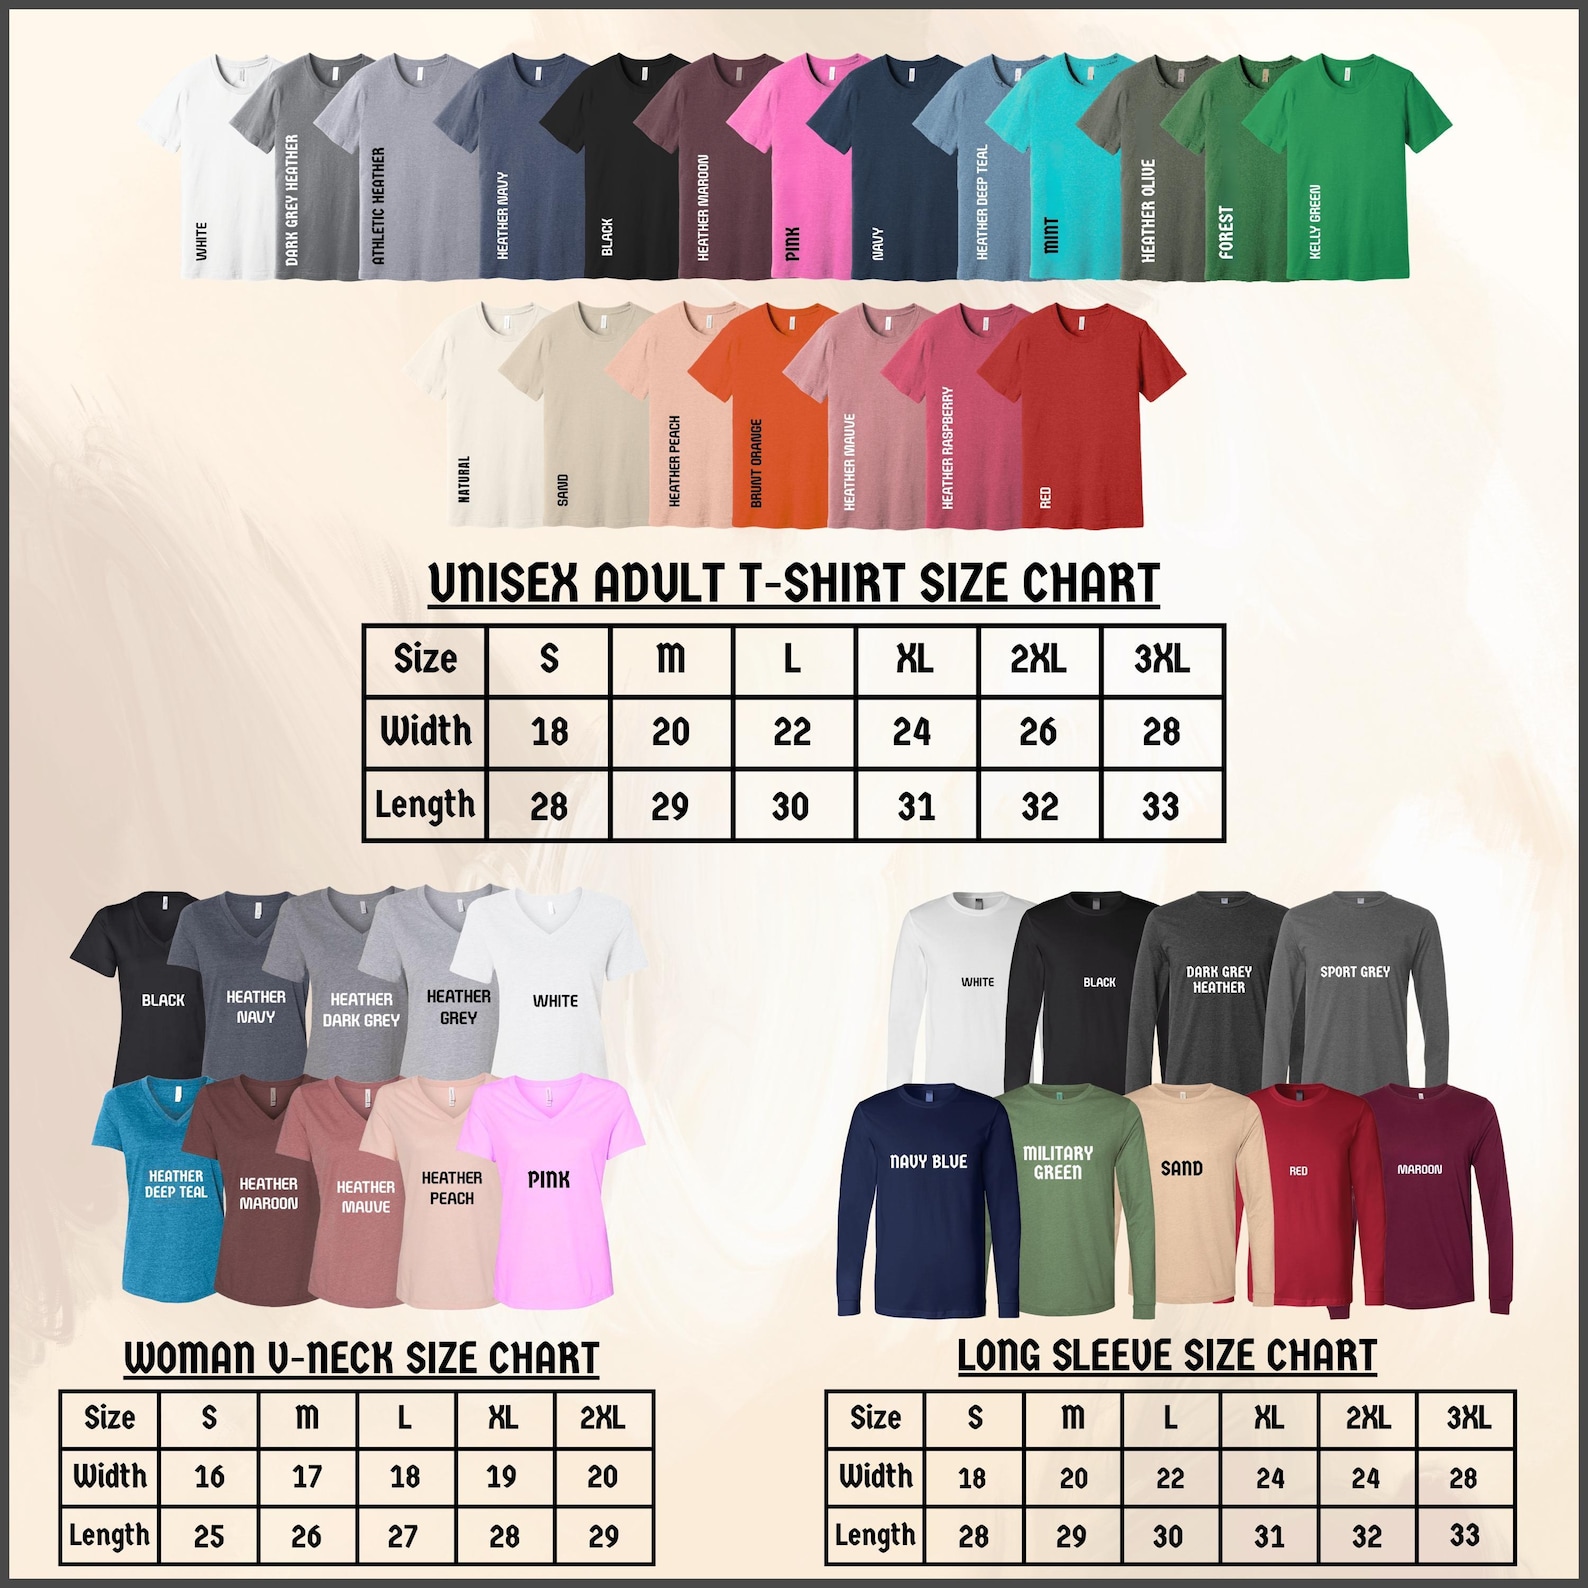 WHITE
DARK GREY HEATHER
ATHLETIC HEATHER
HEATHER NAVY
BLACK
HEATHER MAROON
PINK
NAVY
HEATHER DEEP TEAL
MINT
HEATHER OLIVE
FOREST
KELLY GREEN
NATURAL
SAND
HEATHER PEACH
BRUNT ORANGE
HEATHER MAUVE
HEATHER RASPBERRY
RED
UNISEX ADULT T-SHIRT SIZE CHART
Size S M L XL 2XL 3XL
Width 18 20 22 24 26 28
Length 28 29 30 31 32 33
BLACK
HEATHER
NAVY
HEATHER
DARK GREY
HEATHER
GREY
WHITE
HEATHER
DEEP TEAL
HEATHER
MAROON
HEATHER
MAUVE
HEATHER
PEACH
PINK
WOMAN V-NECK SIZE CHART
Size S M L XL 2XL
Width 16 17 18 19 20
Length 25 26 27 28 29
WHITE
BLACK
DARK GREY
HEATHER
SPORT GREY
NAVY BLUE
MILITARY
GREEN
SAND
RED
MAROON
LONG SLEEVE SIZE CHART
Size S M L XL 2XL 3XL
Width 18 20 22 24 24 28
Length 28 29 30 31 32 33